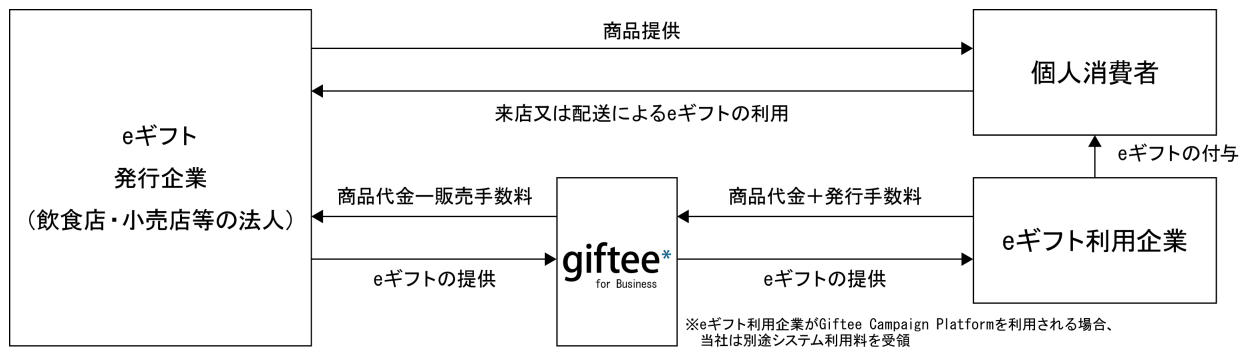 商品提供
個人消費者
来店又は配送によるeギフトの利用
eギフト
発行企業
（飲食店・小売店等の法人）
eギフトの付与
商品代金ー販売手数料
商品代金＋発行手数料
giftee*
for Business
eギフト利用企業
eギフトの提供
eギフトの提供
※eギフト利用企業がGiftee Campaign Platformを利用される場合、
当社は別途システム利用料を受領